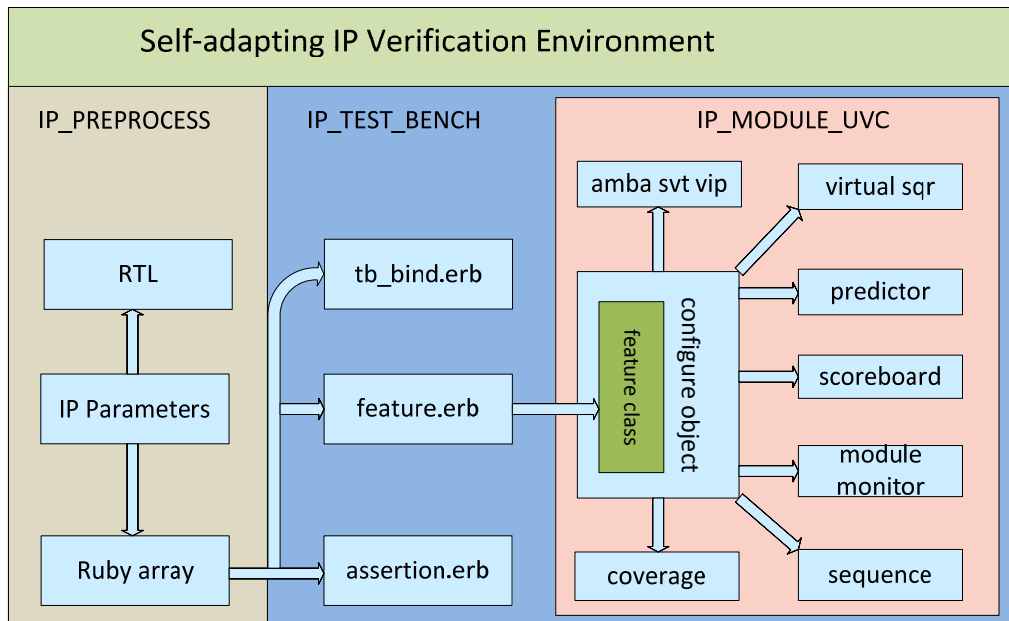 Self-adapting IP Verification Environment
IP_PREPROCESS
RTL
IP Parameters
Ruby array
IP_TEST_BENCH
tb_bind.erb
feature.erb
assertion.erb
IP_MODULE_UVC
amba svt vip
virtual sqr
feature class
configure object
predictor
scoreboard
module
monitor
coverage
sequence